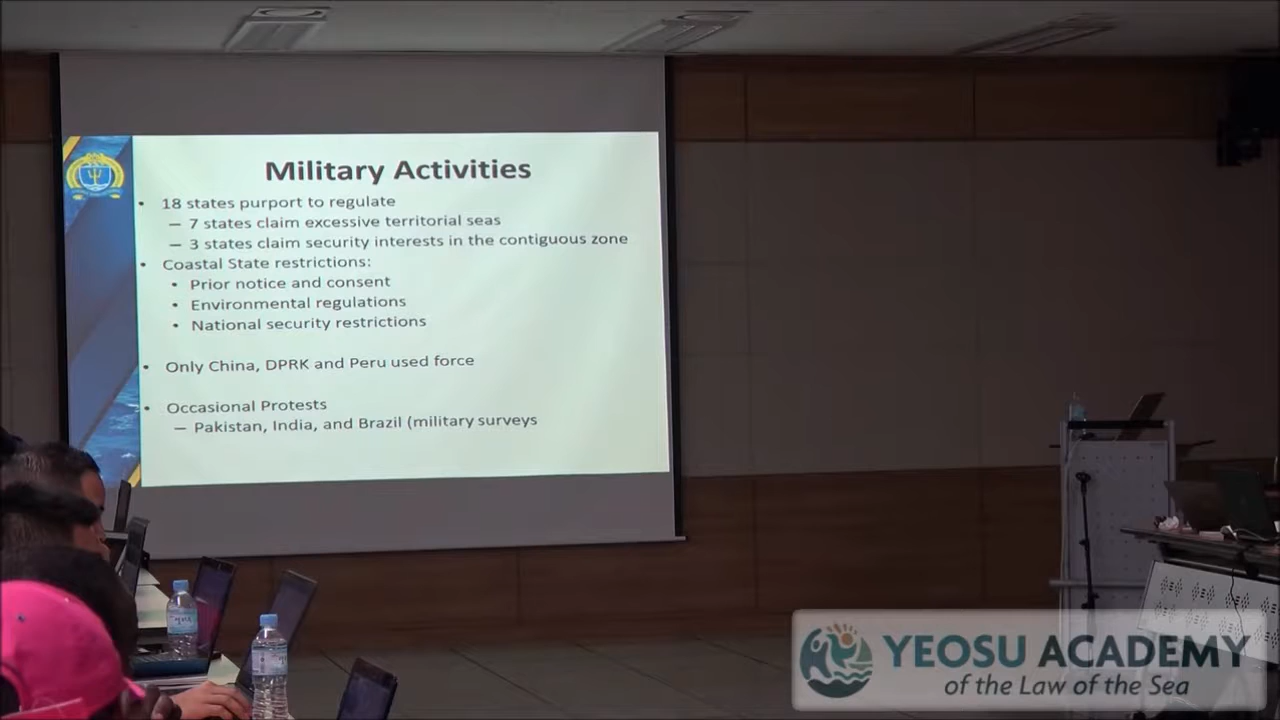 Military Activities
• 18 states purport to regulate
– 7 states claim excessive territorial seas
– 3 states claim security interests in the contiguous zone
• Coastal State restrictions:
• Prior notice and consent
• Environmental regulations
• National security restrictions
• Only China, DPRK and Peru used force
• Occasional Protests
– Pakistan, India, and Brazil (military surveys
YEOSU ACADEMY
of the Law of the Sea